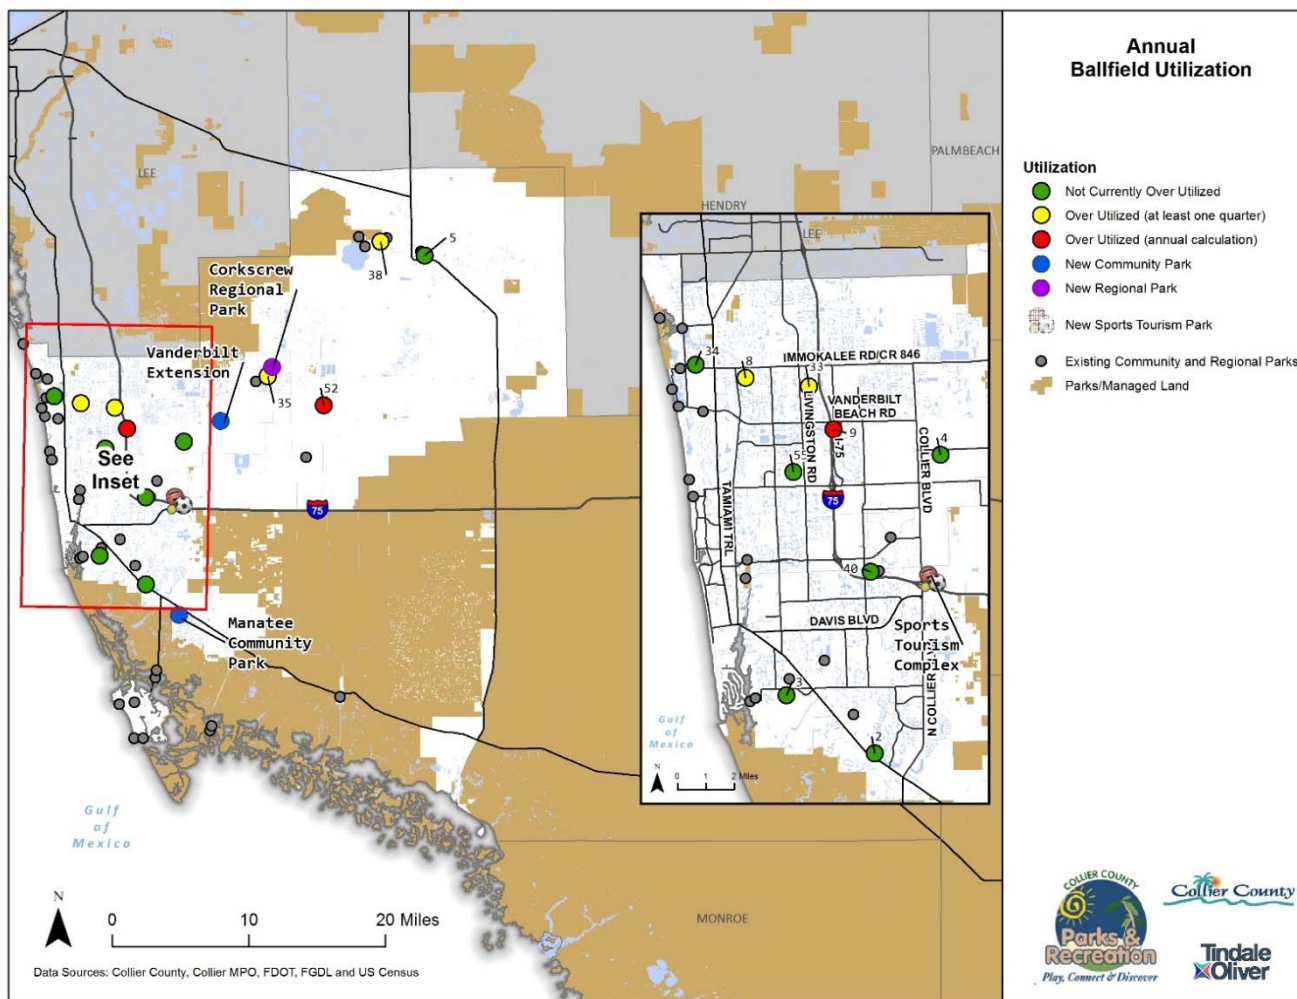 Annual
Ballfield Utilization
Utilization
Not Currently Over Utilized
Over Utilized (at least one quarter)
Over Utilized (annual calculation)
New Community Park
New Regional Park
New Sports Tourism Park
Existing Community and Regional Parks
Parks/Managed Land
LEE
HENDRY
PALMBEACH
MONROE
5
38
Corkscrew
Regional
Park
Vanderbilt
Extension
35
52
See
Inset
75
Manatee
Community
Park
Gulf
of
Mexico
N
0 10 20 Miles
Data Sources: Collier County, Collier MPO, FDOT, FGDL and US Census
LEE
IMMOKALEE RD/CR 846
34
8
33
VANDERBILT
BEACH RD
LIVINGSTON RD
9
I-75
55
4
COLLIER BLVD
TAMIAMI TRL
75
40
DAVIS BLVD
Sports
Tourism
Complex
N COLLIER
3
2
Gulf
of
Mexico
N
0 1 2 Miles
COLLIER COUNTY
Parks &
Recreation
Play, Connect & Discover
Collier County
Tindale
Oliver